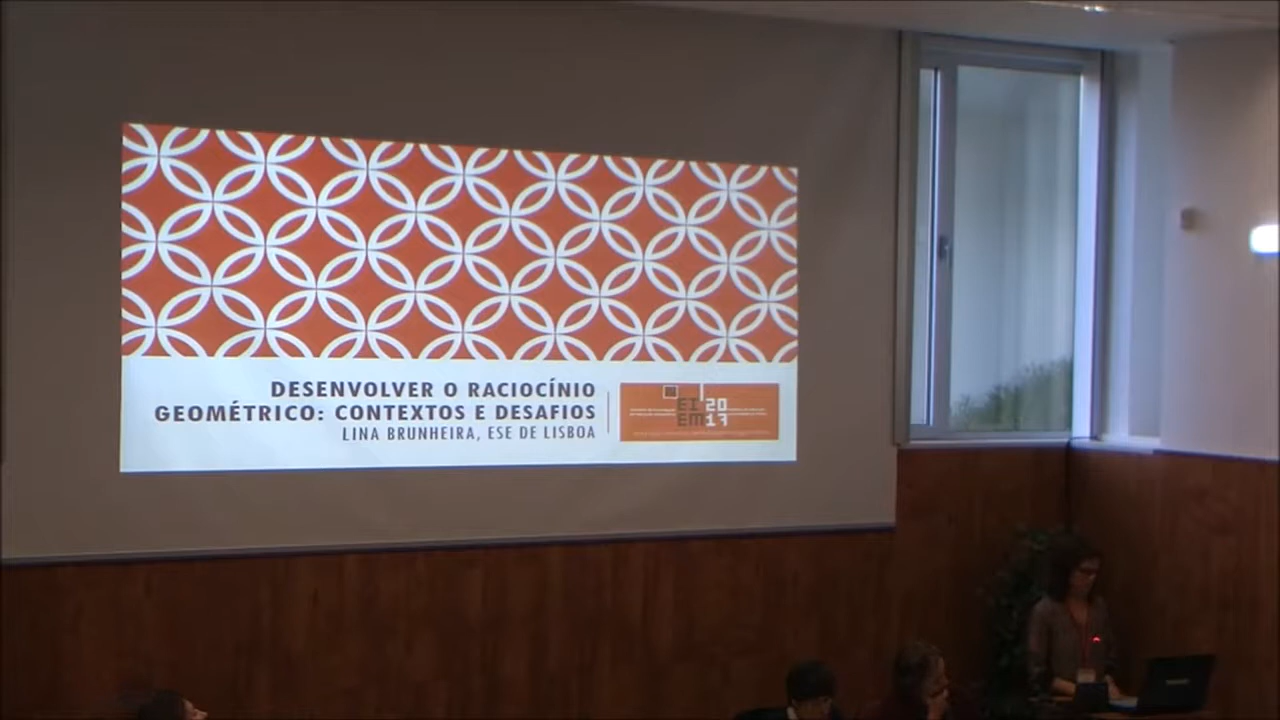 DESENVOLVER O RACIOCÍNIO
GEOMÉTRICO: CONTEXTOS E DESAFIOS
LINA BRUNHEIRA, ESE DE LISBOA
EI 20
EM 17